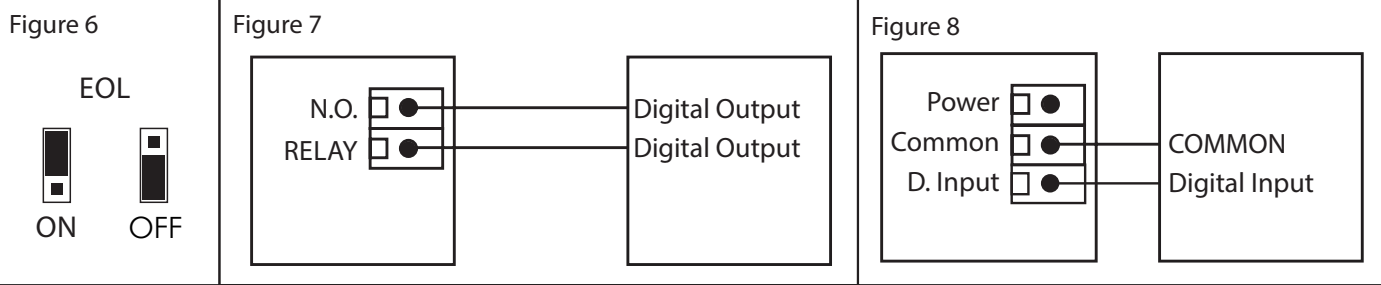 Figure 6
EOL
ON OFF
Figure 7
N.O. Digital Output
RELAY Digital Output
Figure 8
Power
Common COMMON
D. Input Digital Input